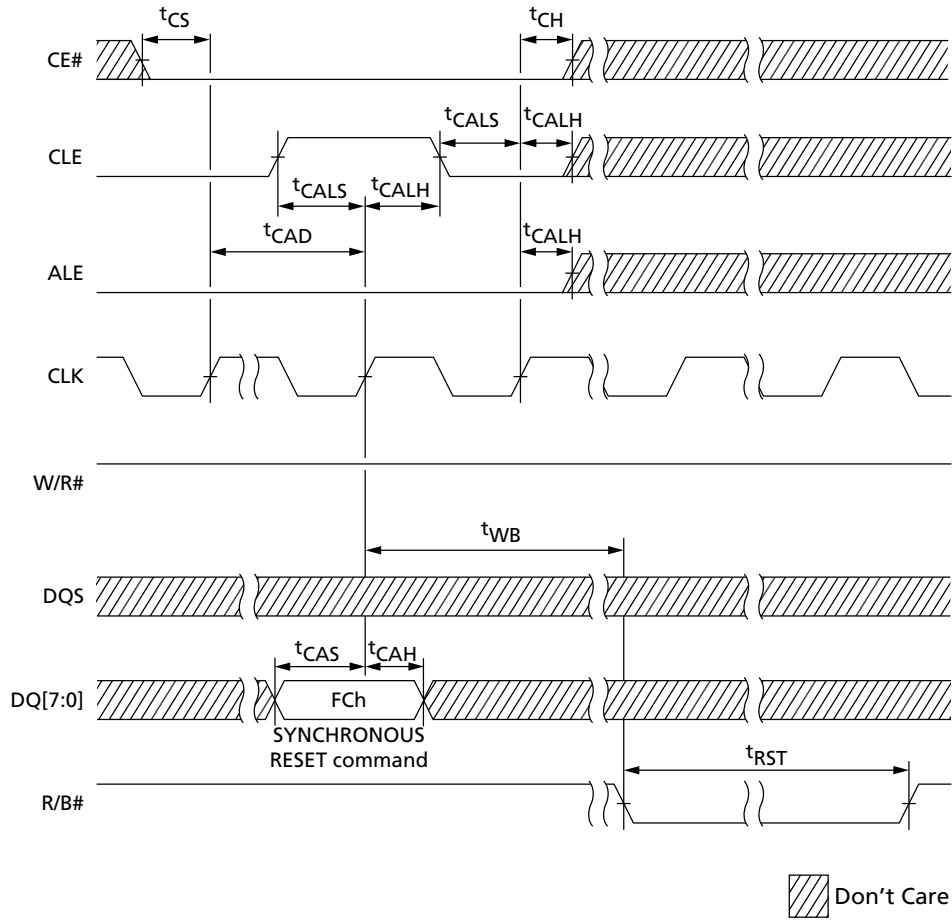 tCS
tCH
CE#
tCALS
tCALH
CLE
tCALS
tCALH
tCAD
tCALH
ALE
CLK
W/R#
tWB
DQS
tCAS
tCAH
DQ[7:0]
FCh
SYNCHRONOUS
RESET command
tRST
R/B#
Don't Care